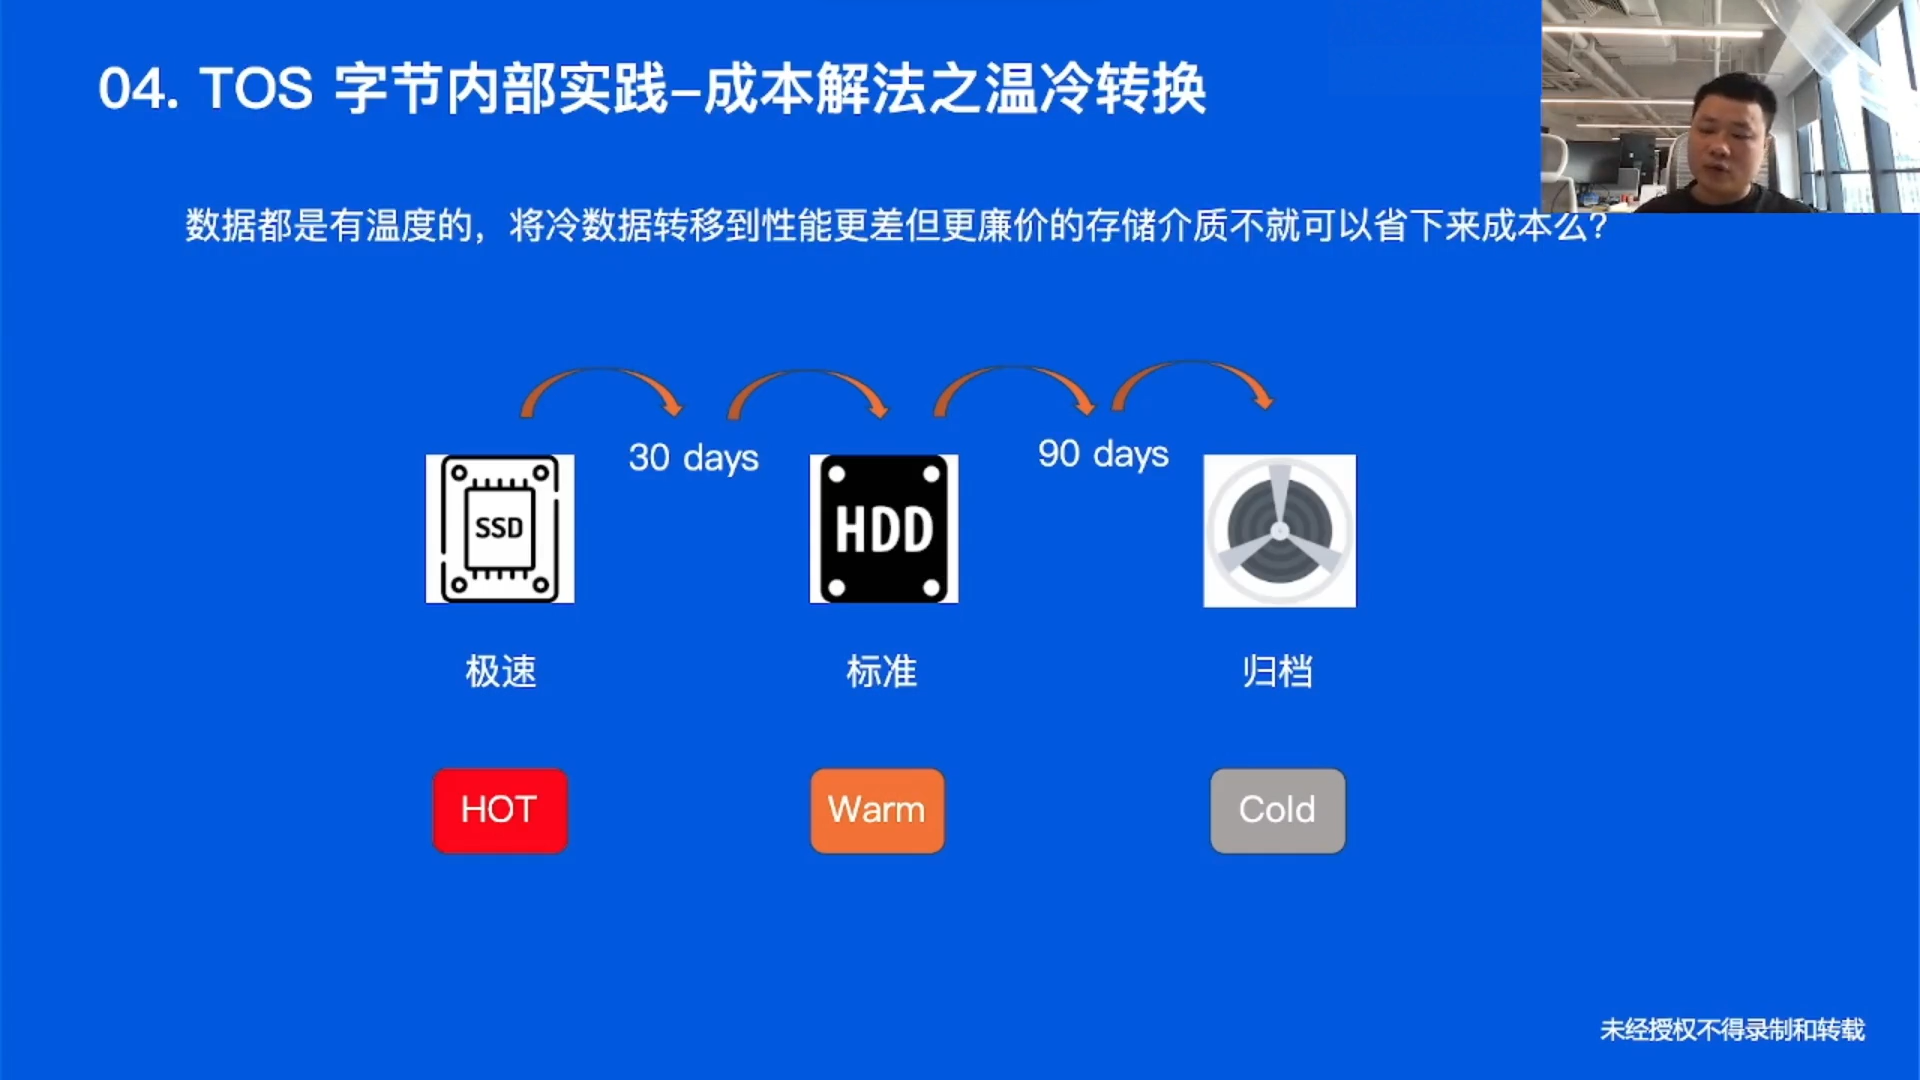 04. TOS 字节内部实践–成本解法之温冷转换
数据都是有温度的，将冷数据转移到性能更差但更廉价的存储介质不就可以省下来成本么？
30 days
90 days
SSD
HDD
极速
标准
归档
HOT
Warm
Cold
未经授权不得录制和转载